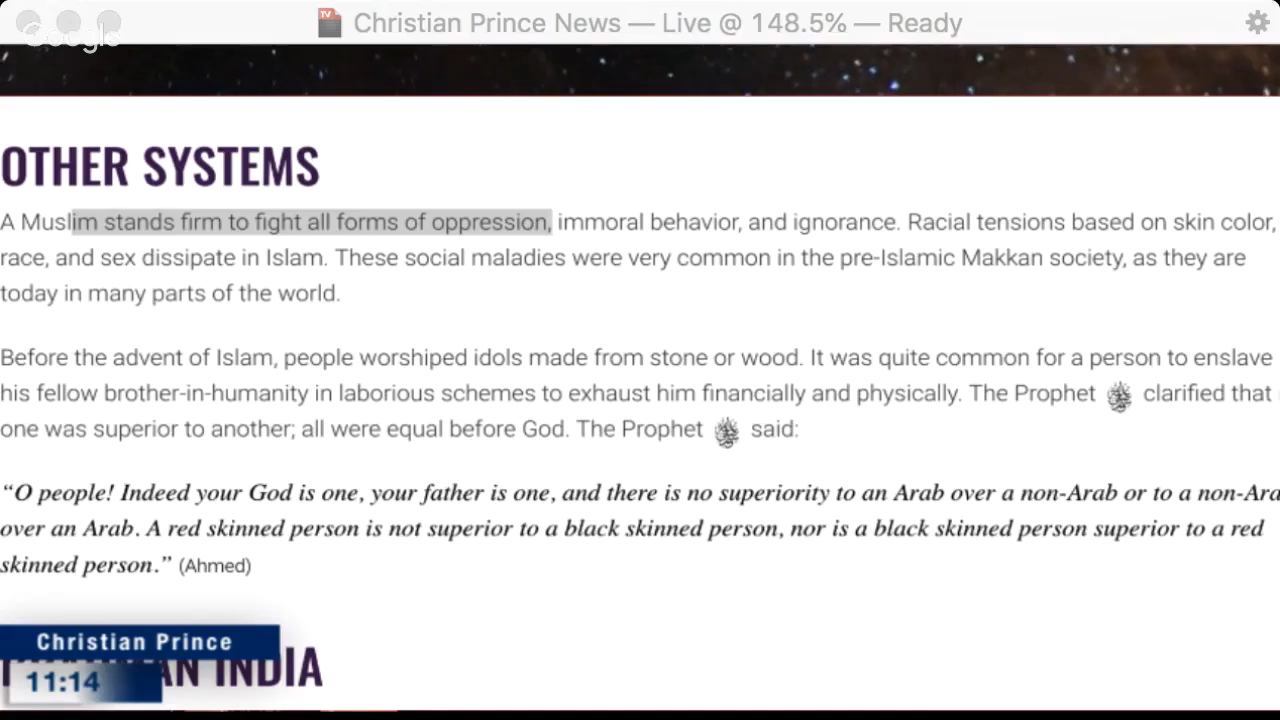 Google
Christian Prince News — Live @ 148.5% — Ready
OTHER SYSTEMS
A Muslim stands firm to fight all forms of oppression, immoral behavior, and ignorance. Racial tensions based on skin color,
race, and sex dissipate in Islam. These social maladies were very common in the pre-Islamic Makkan society, as they are
today in many parts of the world.
Before the advent of Islam, people worshiped idols made from stone or wood. It was quite common for a person to enslave
his fellow brother-in-humanity in laborious schemes to exhaust him financially and physically. The Prophet ﷺ clarified that
one was superior to another; all were equal before God. The Prophet ﷺ said:
“O people! Indeed your God is one, your father is one, and there is no superiority to an Arab over a non-Arab or to a non-Ara
over an Arab. A red skinned person is not superior to a black skinned person, nor is a black skinned person superior to a red
skinned person.” (Ahmed)
Christian Prince
INDIA
11:14